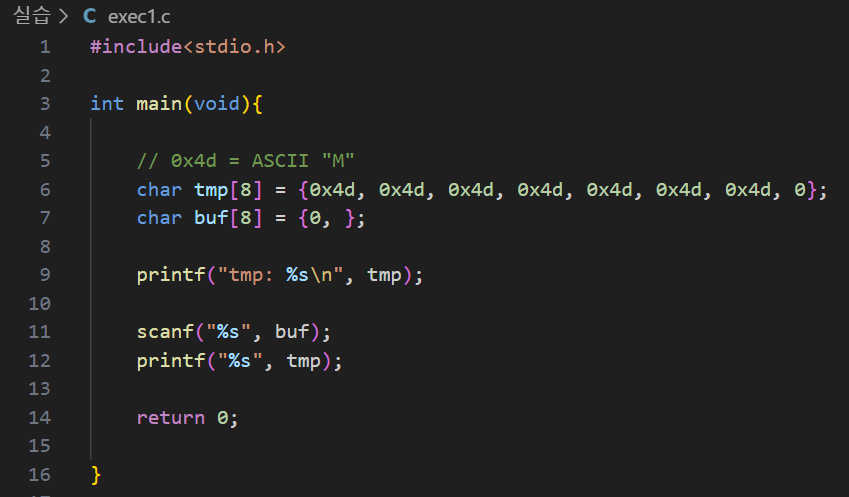 실습 > C exec1.c
1 #include<stdio.h>
2
3 int main(void){
4
5 // 0x4d = ASCII "M"
6 char tmp[8] = {0x4d, 0x4d, 0x4d, 0x4d, 0x4d, 0x4d, 0x4d, 0};
7 char buf[8] = {0, };
8
9 printf("tmp: %s\n", tmp);
10
11 scanf("%s", buf);
12 printf("%s", tmp);
13
14 return 0;
15
16 }